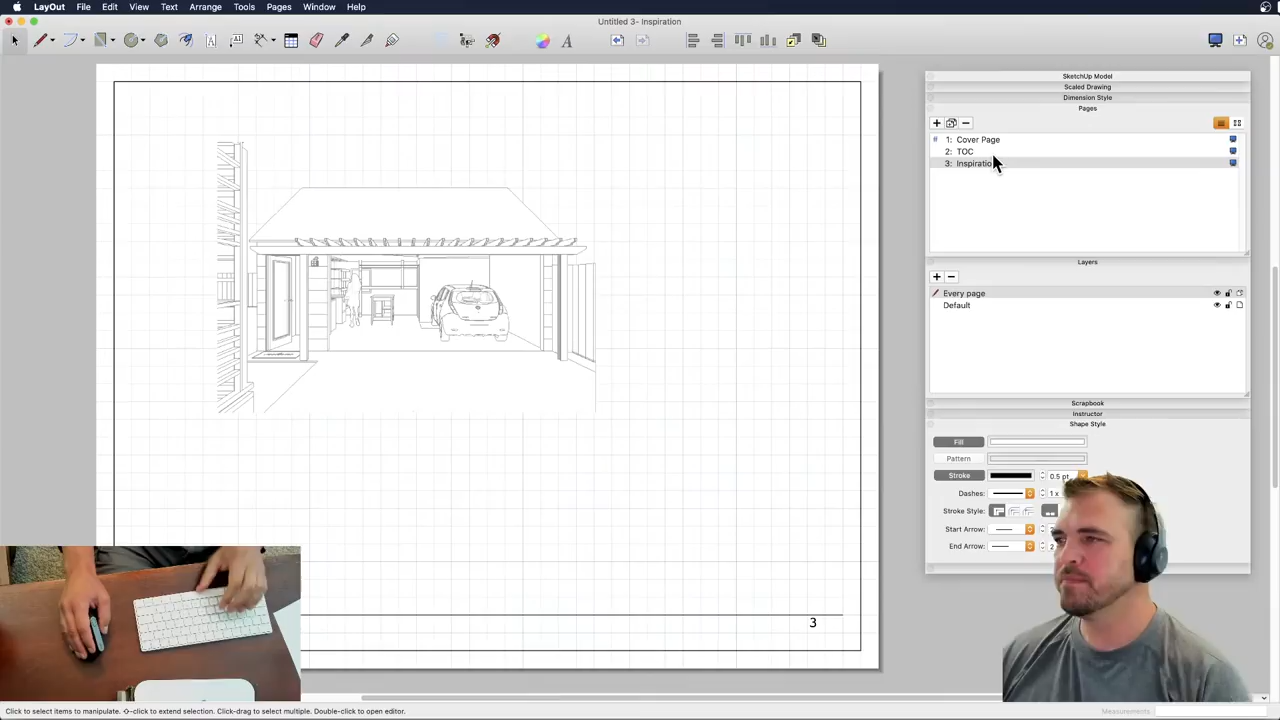 LayOut File Edit Text Arrange Tools Pages Window Help
Untitled 3- Inspiration
SketchUp Model
Scaled Drawing
Dimension Style
Pages
# 1: Cover Page
2: TOC
3: Inspiratio
Layers
Every page
Default
Scrapbook
Instructor
Shape Style
Fill
Pattern
Stroke 0.5 pt
Dashes: 1 x
Stroke Style:
Start Arrow: 2
End Arrow: 2
3
Click to select items to manipulate. ⇧-click to extend selection. Click-drag to select multiple. Double-click to open editor.
Measurements